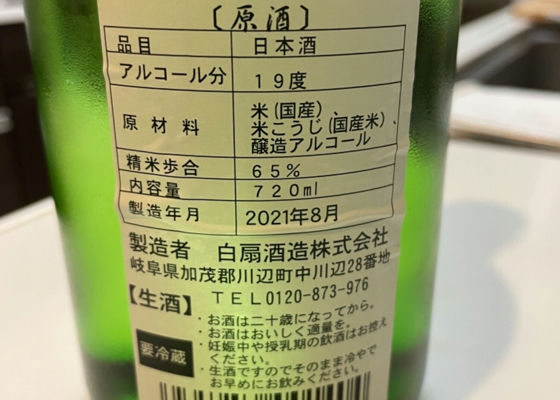 〔原酒〕
品目 日本酒
アルコール分 19度
原材料 米(国産)、
米こうじ(国産米)、
醸造アルコール
精米歩合 65%
内容量 720ml
製造年月 2021年8月
製造者 白扇酒造株式会社
岐阜県加茂郡川辺町中川辺28番地
【生酒】 TEL0120-873-976
・お酒は二十歳になってから。
・お酒はおいしく適量を。
・妊娠中や授乳期の飲酒はお控え
ください。
要冷蔵
・生酒ですのでそのまま冷やで
お早めにお飲みください。